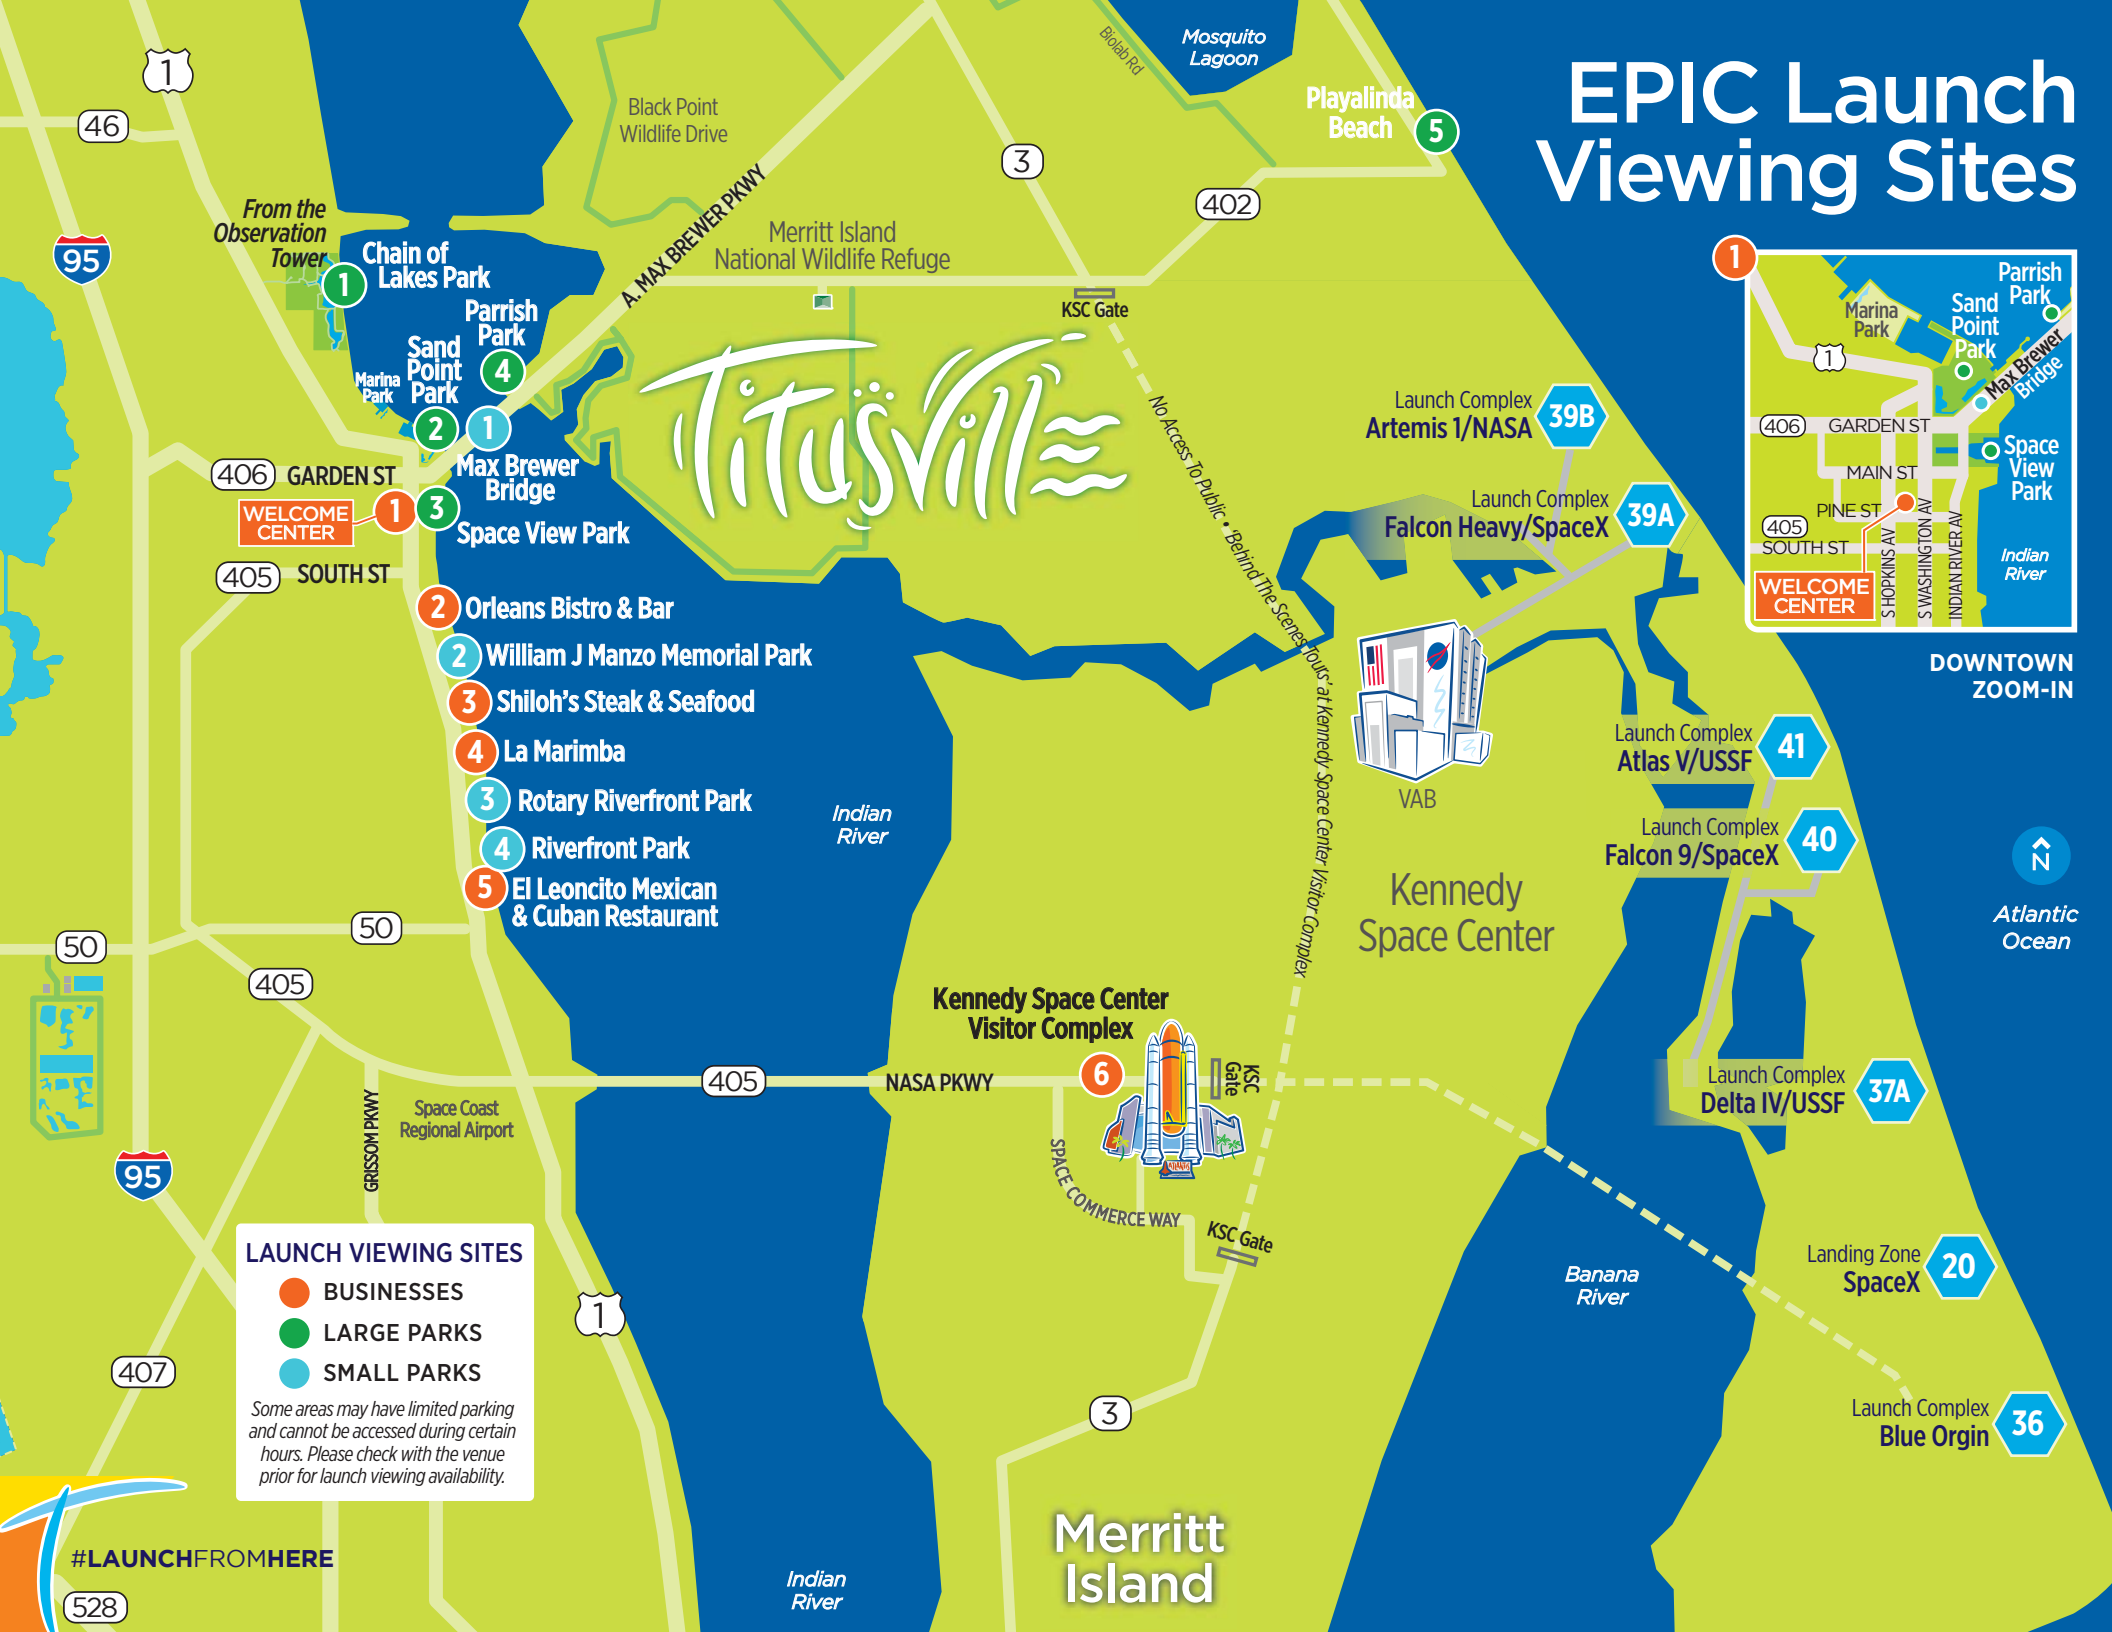 EPIC Launch
Viewing Sites
1
46
95
From the
Observation
Tower
1
Chain of
Lakes Park
Parrish
Park
4
Sand
Point
Park
Marina
Park
2
1
Max Brewer
Bridge
406
GARDEN ST
WELCOME
CENTER
1
3
Space View Park
405
SOUTH ST
2
Orleans Bistro & Bar
2
William J Manzo Memorial Park
3
Shiloh's Steak & Seafood
4
La Marimba
3
Rotary Riverfront Park
4
Riverfront Park
5
El Leoncito Mexican
& Cuban Restaurant
50
50
405
Black Point
Wildlife Drive
A. MAX BREWER PKWY
Merritt Island
National Wildlife Refuge
Biolab Rd
Mosquito
Lagoon
Playalinda
Beach
5
3
402
KSC Gate
Titusville
No Access To Public • 'Behind The Scenes Tours' at Kennedy Space Center Visitor Complex
Launch Complex
Artemis 1/NASA
39B
Launch Complex
Falcon Heavy/SpaceX
39A
VAB
Launch Complex
Atlas V/USSF
41
Launch Complex
Falcon 9/SpaceX
40
Kennedy
Space Center
Indian
River
Kennedy Space Center
Visitor Complex
6
405
NASA PKWY
KSC
Gate
ATLANTIS
SPACE COMMERCE WAY
KSC Gate
Launch Complex
Delta IV/USSF
37A
Landing Zone
SpaceX
20
Launch Complex
Blue Orgin
36
Banana
River
Atlantic
Ocean
N
1
Marina
Park
Sand
Point
Park
Parrish
Park
1
Max Brewer
Bridge
406
GARDEN ST
MAIN ST
PINE ST
405
SOUTH ST
Space
View
Park
Indian
River
S HOPKINS AV
S WASHINGTON AV
INDIAN RIVER AV
WELCOME
CENTER
DOWNTOWN
ZOOM-IN
GRISSOM PKWY
Space Coast
Regional Airport
95
1
407
3
Merritt
Island
Indian
River
LAUNCH VIEWING SITES
BUSINESSES
LARGE PARKS
SMALL PARKS
Some areas may have limited parking
and cannot be accessed during certain
hours. Please check with the venue
prior for launch viewing availability.
#LAUNCHFROMHERE
528